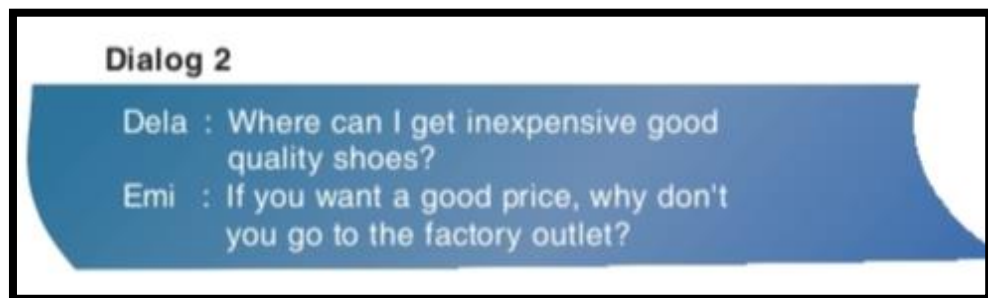 Dialog 2
Dela : Where can I get inexpensive good
quality shoes?
Emi : If you want a good price, why don't
you go to the factory outlet?